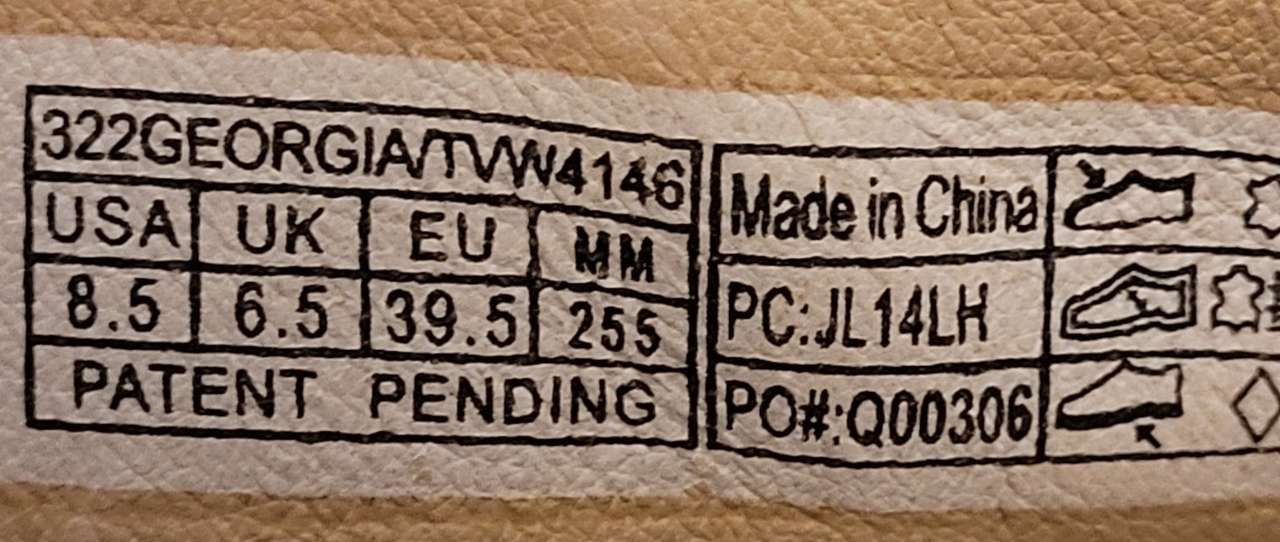 322GEORGIA/TVW4146
USA UK EU MM
8.5 6.5 39.5 255
PATENT PENDING
Made in China
PC:JL14LH
PO#:Q00306